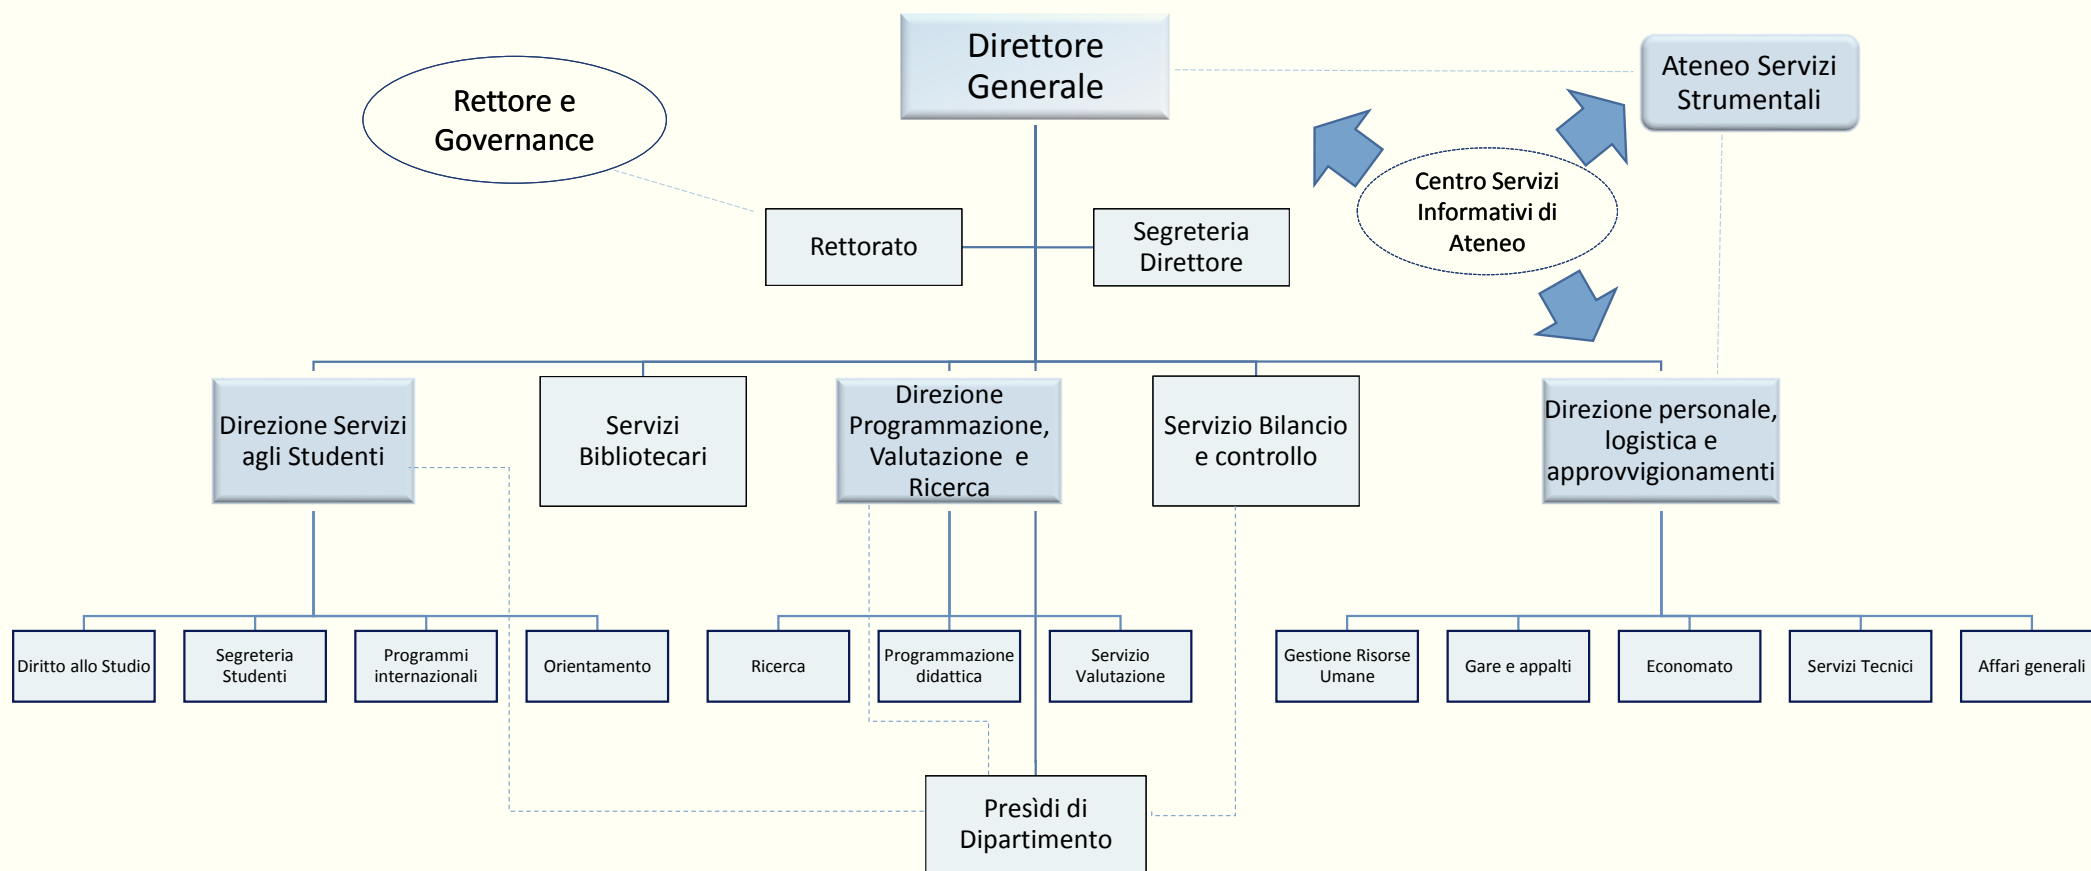 Direttore
Generale
Ateneo Servizi
Strumentali
Rettore e
Governance
Centro Servizi
Informativi di
Ateneo
Rettorato
Segreteria
Direttore
Direzione Servizi
agli Studenti
Servizi
Bibliotecari
Direzione
Programmazione,
Valutazione e
Ricerca
Servizio Bilancio
e controllo
Direzione personale,
logistica e
approvvigionamenti
Diritto allo Studio
Segreteria
Studenti
Programmi
internazionali
Orientamento
Ricerca
Programmazione
didattica
Servizio
Valutazione
Gestione Risorse
Umane
Gare e appalti
Economato
Servizi Tecnici
Affari generali
Presìdi di
Dipartimento